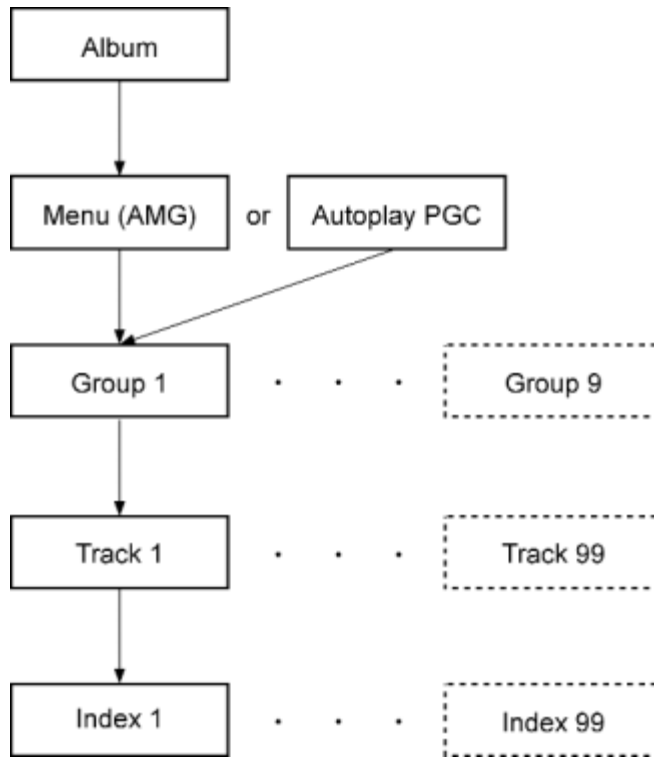 Album
Menu (AMG) or Autoplay PGC
Group 1 . . . Group 9
Track 1 . . . Track 99
Index 1 . . . Index 99